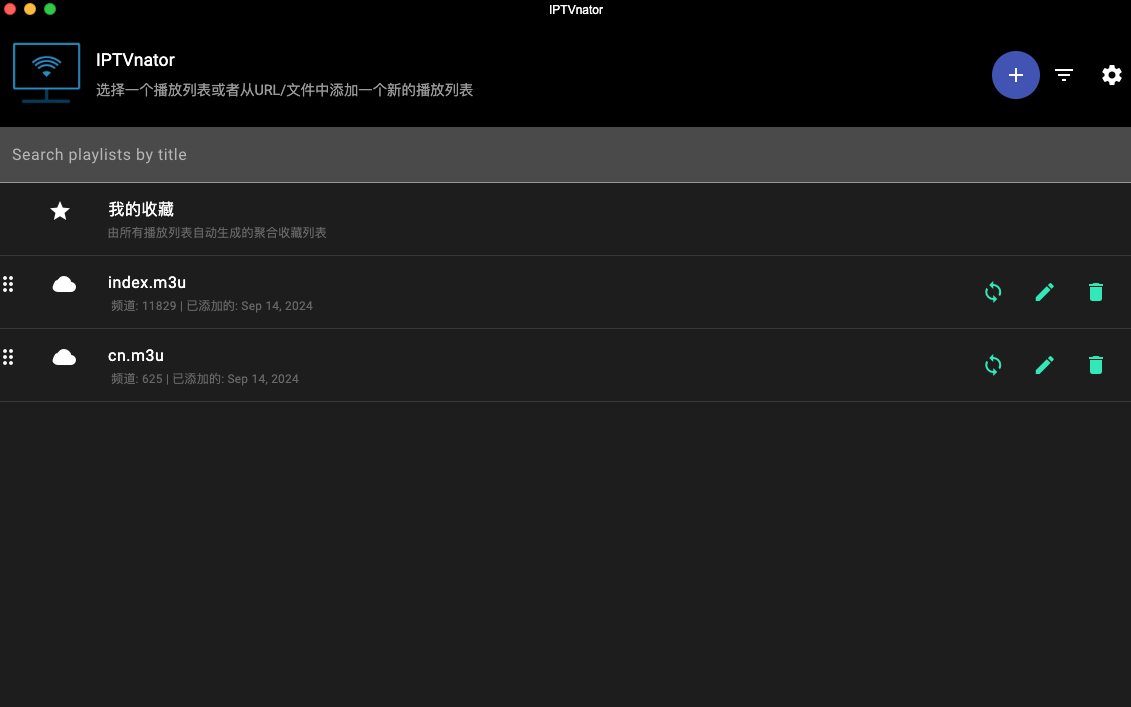 IPTVnator
IPTVnator
选择一个播放列表或者从URL/文件中添加一个新的播放列表
Search playlists by title
我的收藏
由所有播放列表自动生成的聚合收藏列表
index.m3u
频道: 11829 | 已添加的: Sep 14, 2024
cn.m3u
频道: 625 | 已添加的: Sep 14, 2024